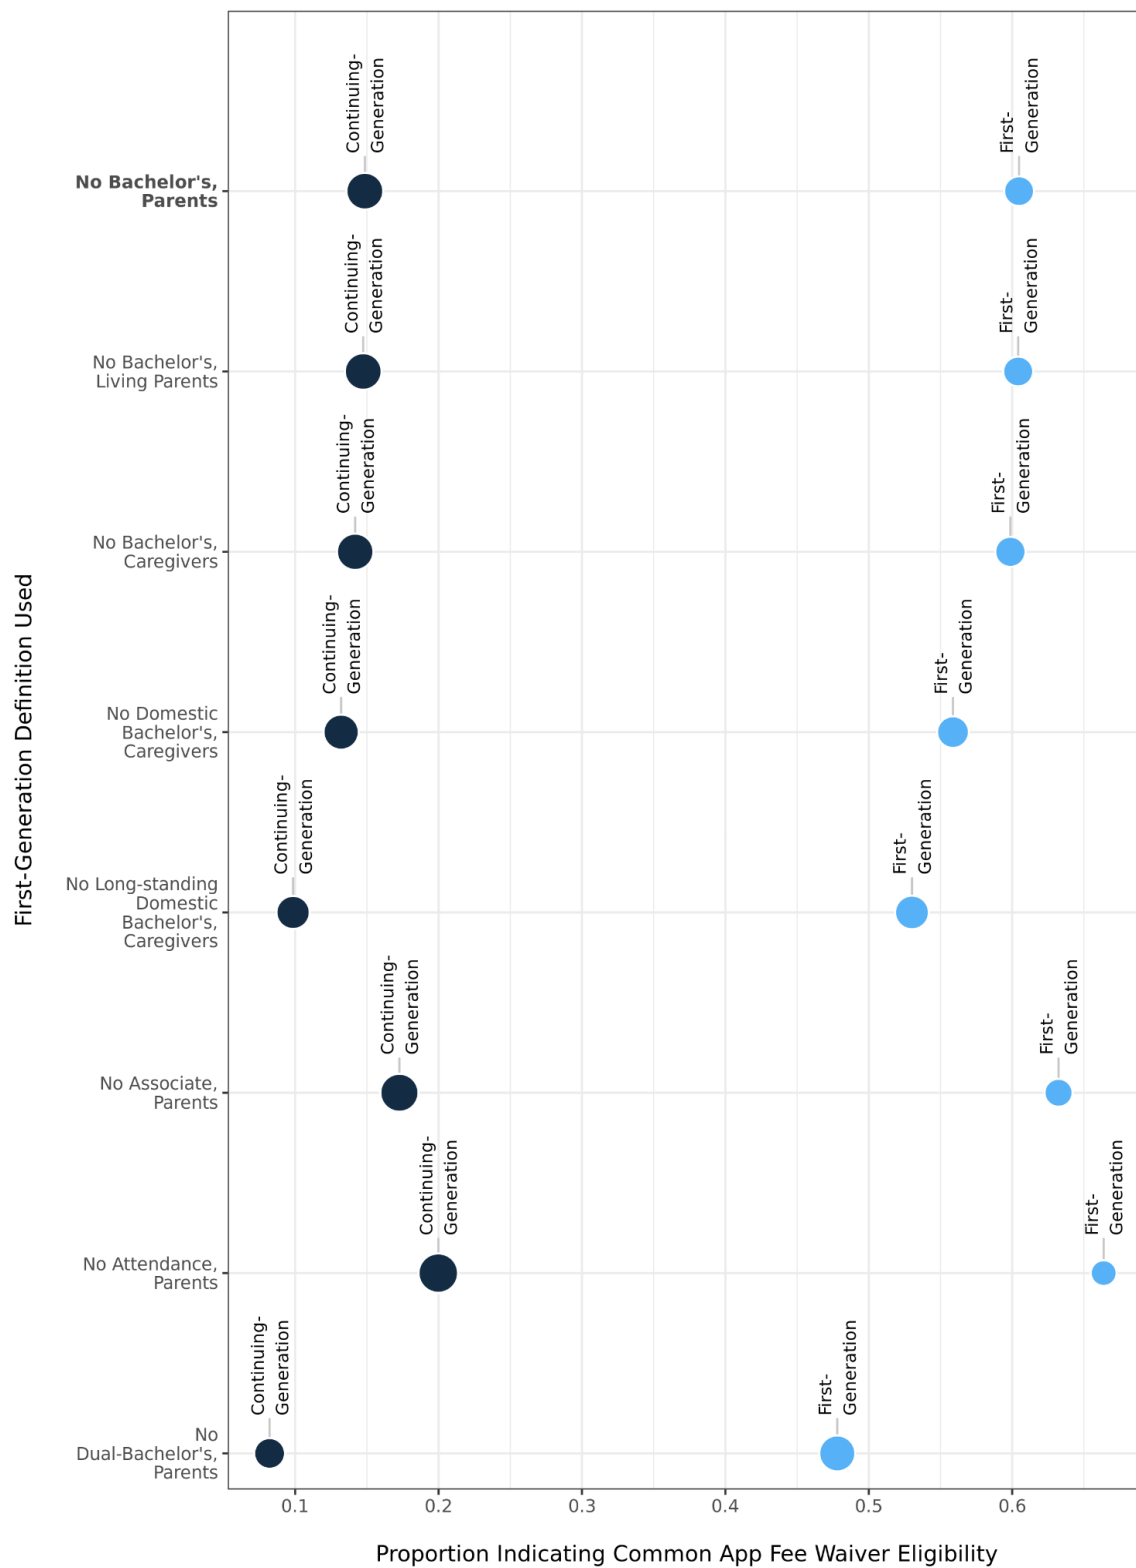 Continuing-
Generation
First-
Generation
No Bachelor's,
Parents
Continuing-
Generation
First-
Generation
No Bachelor's,
Living Parents
Continuing-
Generation
First-
Generation
No Bachelor's,
Caregivers
Continuing-
Generation
First-
Generation
No Domestic
Bachelor's,
Caregivers
Continuing-
Generation
First-
Generation
No Long-standing
Domestic
Bachelor's,
Caregivers
Continuing-
Generation
First-
Generation
No Associate,
Parents
Continuing-
Generation
First-
Generation
No Attendance,
Parents
Continuing-
Generation
First-
Generation
No
Dual-Bachelor's,
Parents
First-Generation Definition Used
0.1 0.2 0.3 0.4 0.5 0.6
Proportion Indicating Common App Fee Waiver Eligibility